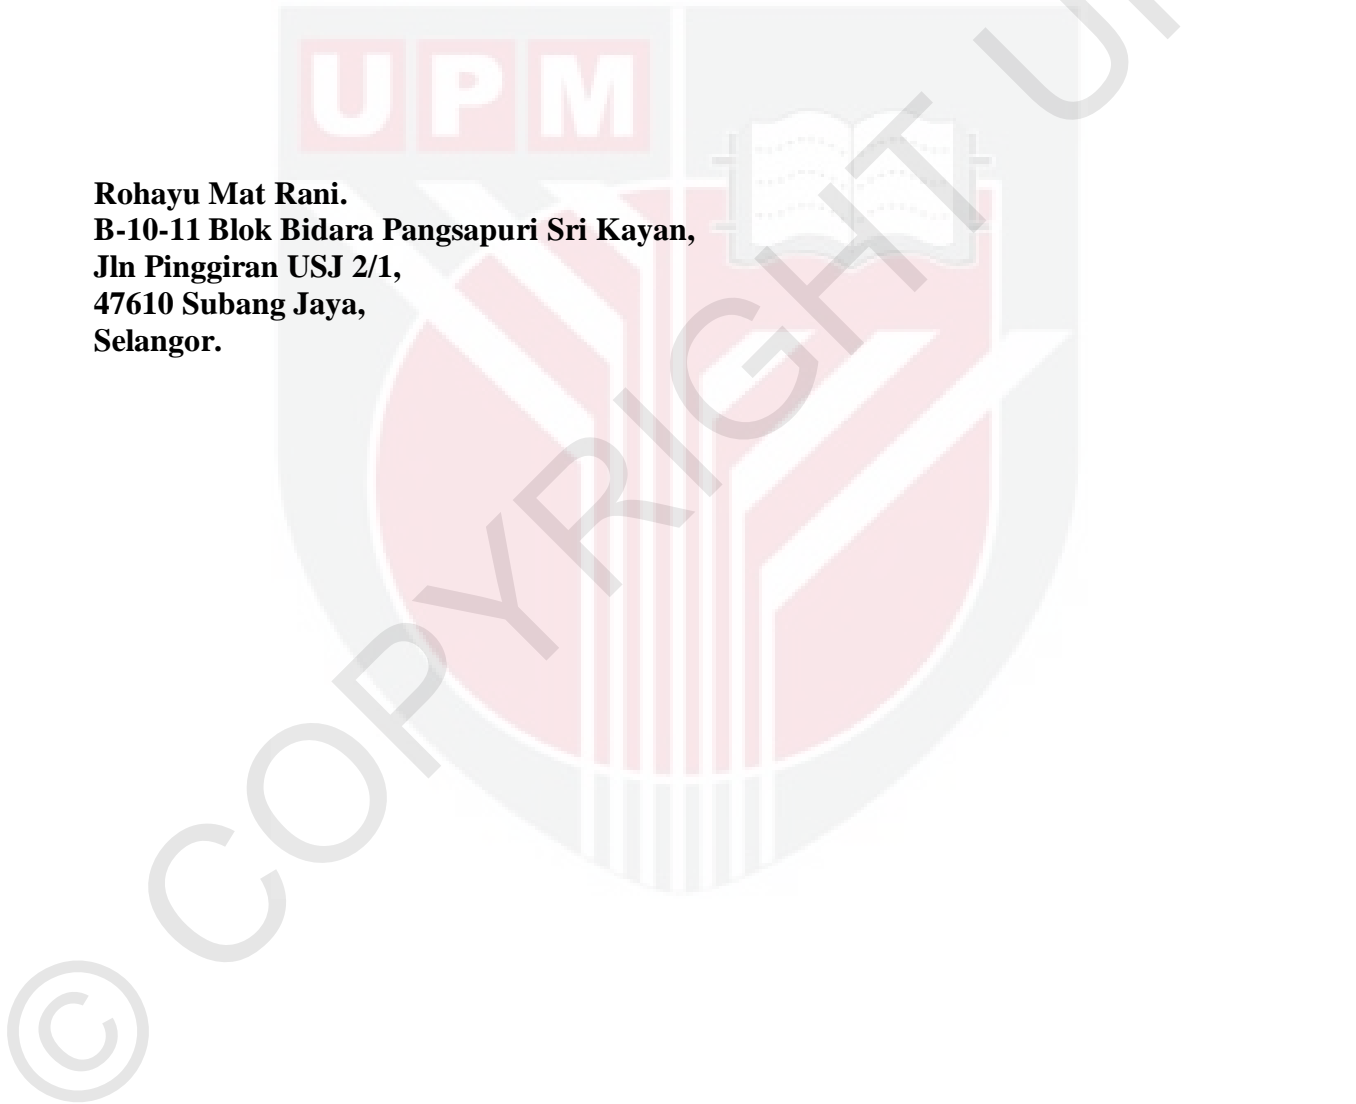 UPM
Rohayu Mat Rani.
B-10-11 Blok Bidara Pangsapuri Sri Kayan,
Jln Pinggiran USJ 2/1,
47610 Subang Jaya,
Selangor.
© COPYRIGHT